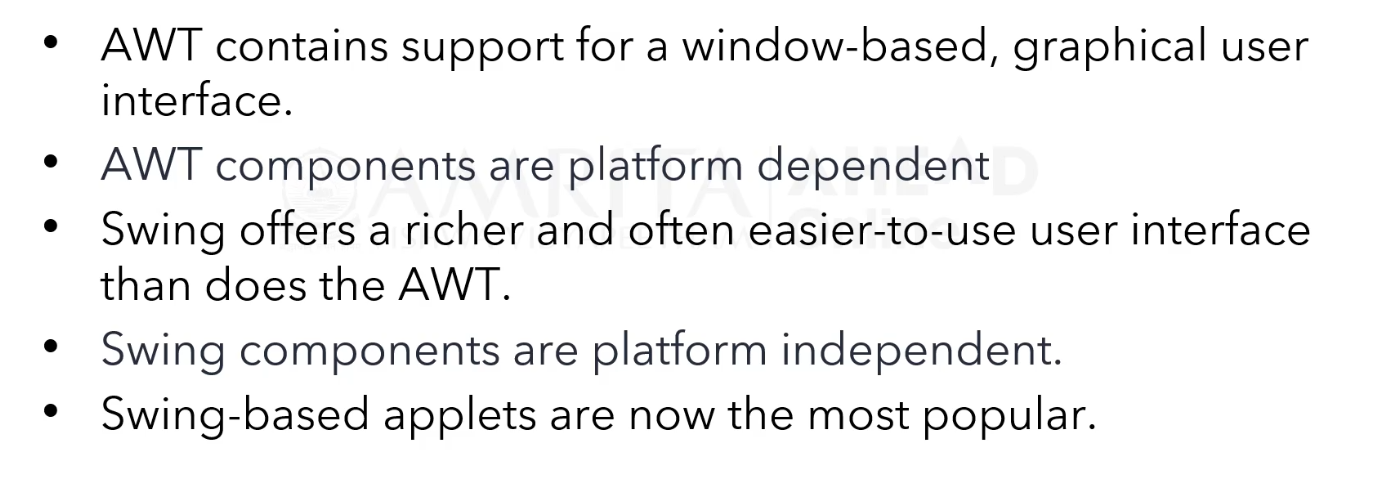 • AWT contains support for a window-based, graphical user
interface.
• AWT components are platform dependent
• Swing offers a richer and often easier-to-use user interface
than does the AWT.
• Swing components are platform independent.
• Swing-based applets are now the most popular.
AMRITA AHEAD
Online